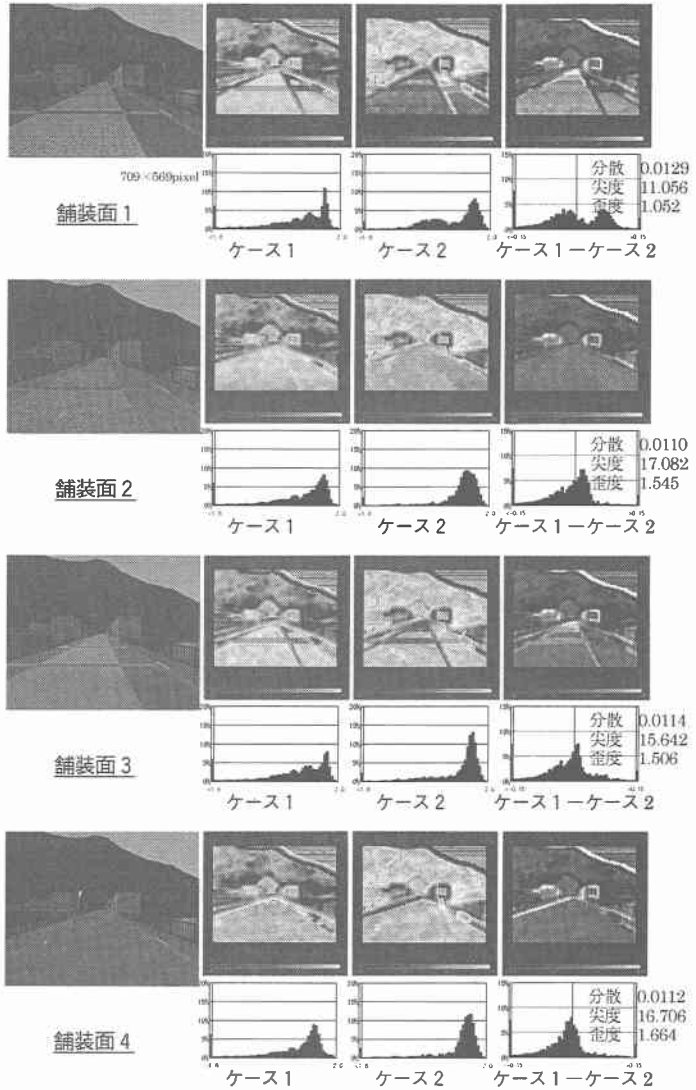 709×569pixel
舗装面1
分散 0.0129
尖度 11.056
歪度 1.052
ケース1
ケース2
ケース1－ケース2
舗装面2
分散 0.0110
尖度 17.082
歪度 1.545
ケース1
ケース2
ケース1－ケース2
舗装面3
分散 0.0114
尖度 15.642
歪度 1.506
ケース1
ケース2
ケース1－ケース2
舗装面4
分散 0.0112
尖度 16.706
歪度 1.664
ケース1
ケース2
ケース1－ケース2